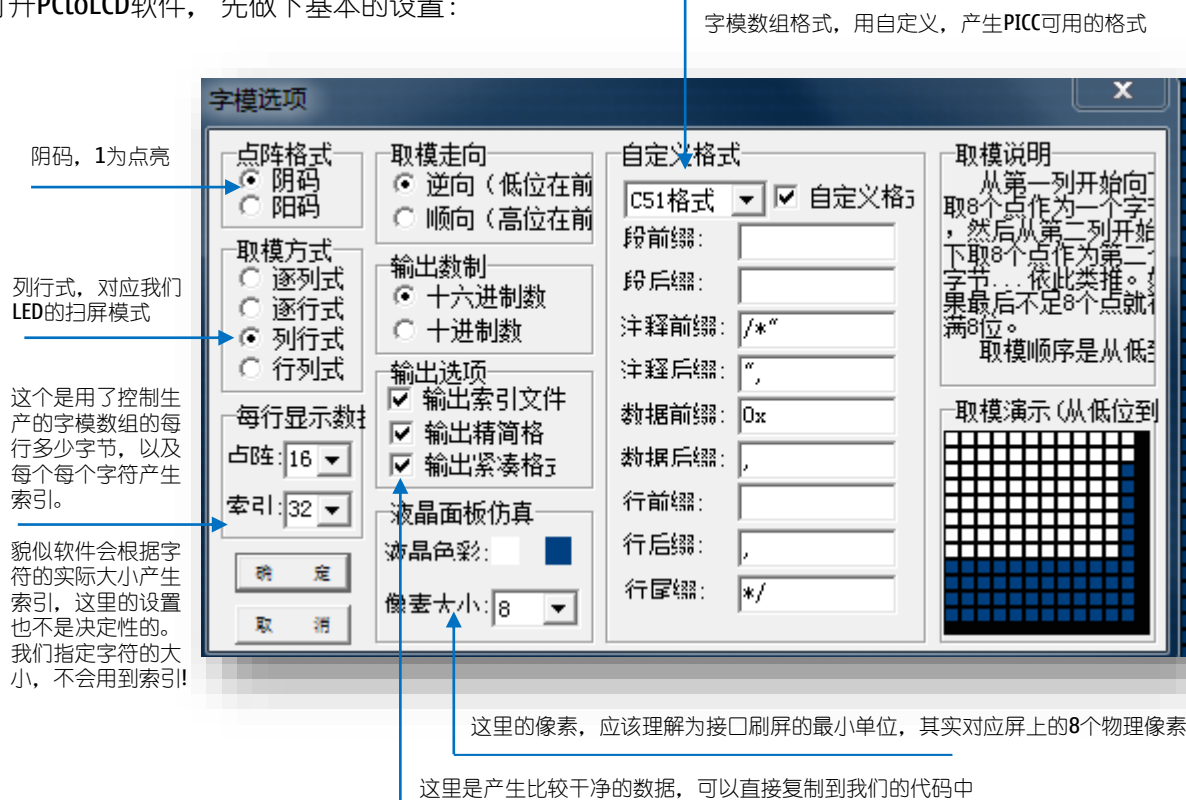 打开PCtoLCD软件， 先做下基本的设置：
字模数组格式，用自定义，产生PICC可用的格式
字模选项
x
阴码，1为点亮
列行式，对应我们
LED的扫屏模式
这个是用了控制生
产的字模数组的每
行多少字节，以及
每个每个字符产生
索引。
貌似软件会根据字
符的实际大小产生
索引，这里的设置
也不是决定性的。
我们指定字符的大
小，不会用到索引!
点阵格式
阴码
阳码
取模方式
逐列式
逐行式
列行式
行列式
每行显示数据
点阵:16
索引:32
确 定
取 消
取模走向
逆向（低位在前
顺向（高位在前
输出数制
十六进制数
十进制数
输出选项
输出索引文件
输出精简格
输出紧凑格式
液晶面板仿真
液晶色彩:
像素大小:8
自定义格式
C51格式
自定义格式
段前缀:
段后缀:
注释前缀: /*"
注释后缀: ",
数据前缀: 0x
数据后缀: ,
行前缀:
行后缀: ,
行尾缀: */
取模说明
从第一列开始向下
取8个点作为一个字节
，然后从第二列开始
下取8个点作为第二个
字节...依此类推。如
果最后不足8个点就补
满8位。
取模顺序是从低到
取模演示(从低位到
这里的像素，应该理解为接口刷屏的最小单位，其实对应屏上的8个物理像素
这里是产生比较干净的数据，可以直接复制到我们的代码中